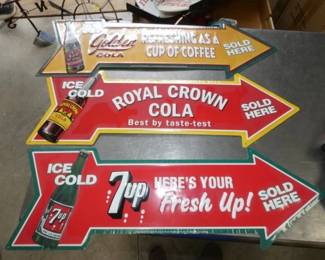 Golden
COLA
REFRESHING AS A
CUP OF COFFEE
SOLD
HERE
ICE
COLD
ROYAL CROWN
COLA
Best by taste-test
SOLD
HERE
ICE
COLD
7up
7up
HERE'S YOUR
Fresh Up!
SOLD
HERE